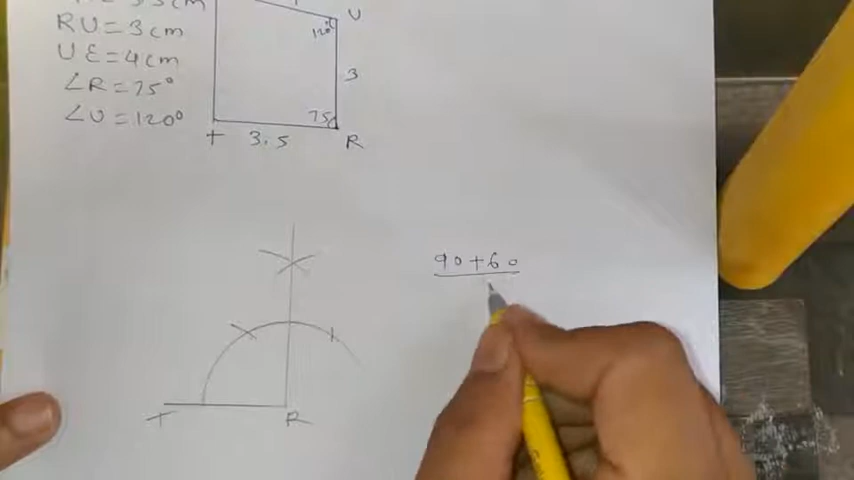 RU = 3 cm
UE = 4 cm
∠R = 75°
∠U = 120°
U
120°
3
75
T
3.5
R
90+60
T
R